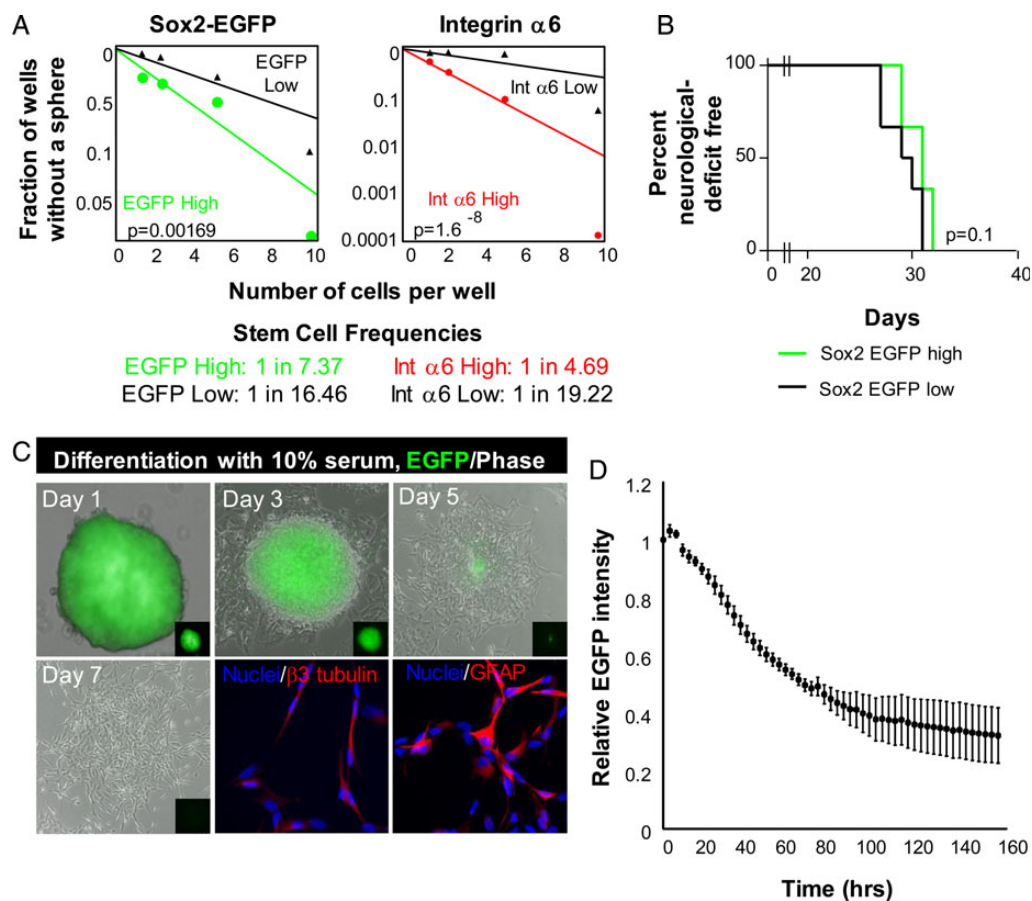 A
Sox2-EGFP
Integrin α6
Fraction of wells
without a sphere
0
0.5
0.1
0.05
EGFP
Low
EGFP High
p=0.00169
0 2 4 6 8 10
0
0.1
0.01
0.001
0.0001
Int α6 Low
Int α6 High
p=1.6⁻⁸
0 2 4 6 8 10
Number of cells per well
Stem Cell Frequencies
EGFP High: 1 in 7.37
EGFP Low: 1 in 16.46
Int α6 High: 1 in 4.69
Int α6 Low: 1 in 19.22
B
Percent
neurological-
deficit free
100
50
0
p=0.1
0 20 30 40
Days
Sox2 EGFP high
Sox2 EGFP low
C
Differentiation with 10% serum, EGFP/Phase
Day 1
Day 3
Day 5
Day 7
Nuclei/β3 tubulin
Nuclei/GFAP
D
Relative EGFP intensity
1.2
1
0.8
0.6
0.4
0.2
0
0 20 40 60 80 100 120 140 160
Time (hrs)